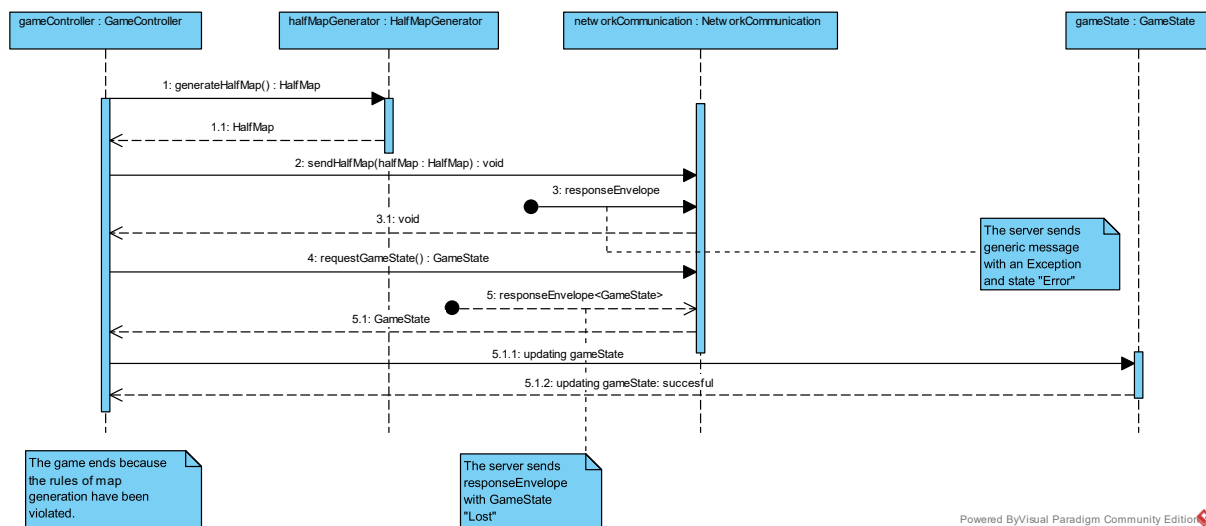 gameController : GameController
halfMapGenerator : HalfMapGenerator
networkCommunication : NetworkCommunication
gameState : GameState
1: generateHalfMap() : HalfMap
1.1: HalfMap
2: sendHalfMap(halfMap : HalfMap) : void
3: responseEnvelope
3.1: void
The server sends
generic message
with an Exception
and state "Error"
4: requestGameState() : GameState
5: responseEnvelope<GameState>
5.1: GameState
5.1.1: updating gameState
5.1.2: updating gameState: succesful
The game ends because
the rules of map
generation have been
violated.
The server sends
responseEnvelope
with GameState
"Lost"
Powered ByVisual Paradigm Community Edition